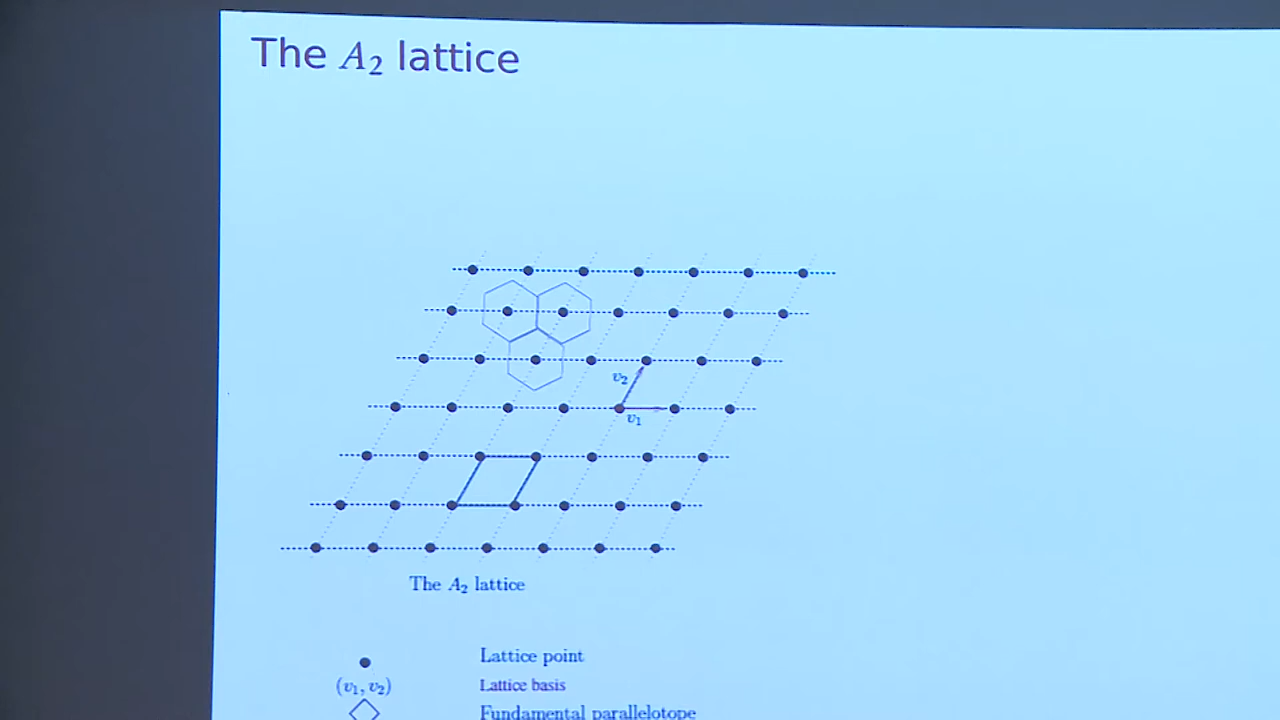 The A₂ lattice
v₂
v₁
The A₂ lattice
Lattice point
(v₁, v₂) Lattice basis
Fundamental parallelotope